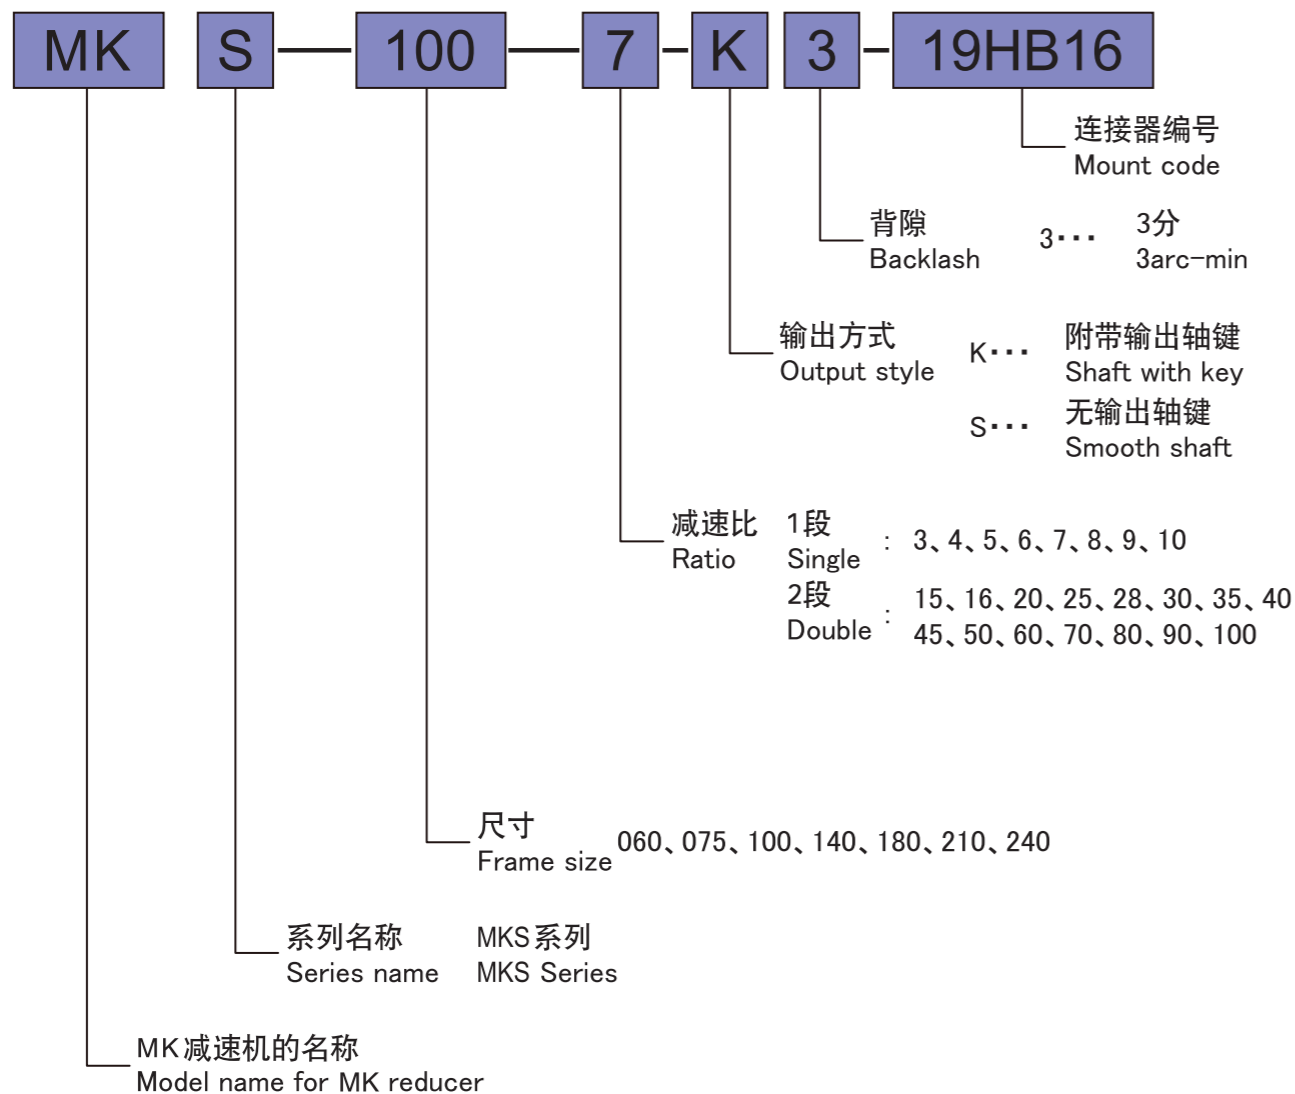 MK S — 100 — 7 - K 3 - 19HB16
连接器编号
Mount code
背隙 3··· 3分
Backlash 3arc-min
输出方式 K··· 附带输出轴键
Output style Shaft with key
S··· 无输出轴键
Smooth shaft
减速比 1段 : 3、4、5、6、7、8、9、10
Ratio Single
2段 : 15、16、20、25、28、30、35、40
Double 45、50、60、70、80、90、100
尺寸 060、075、100、140、180、210、240
Frame size
系列名称 MKS系列
Series name MKS Series
MK减速机的名称
Model name for MK reducer